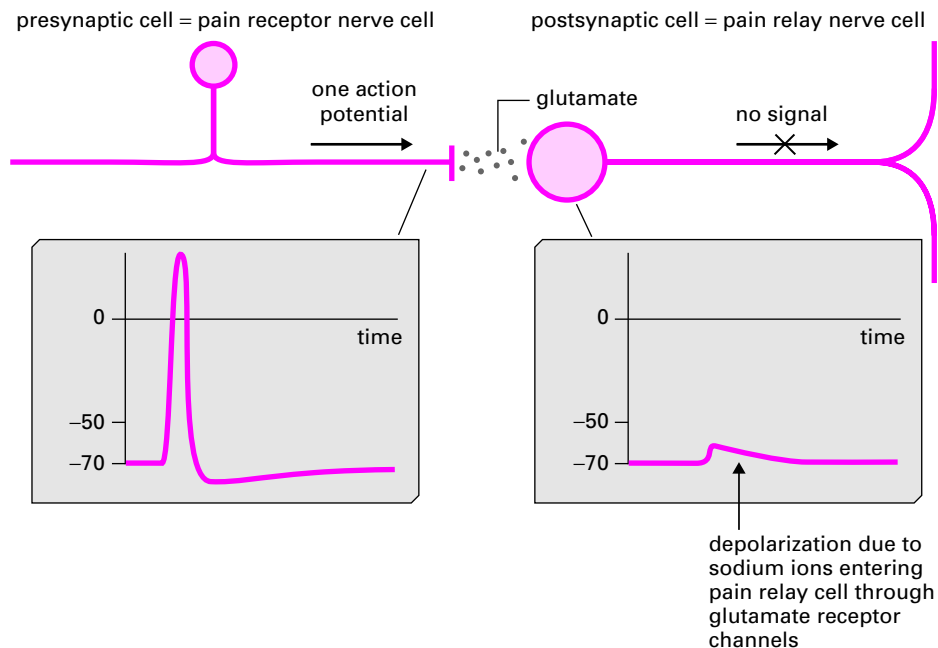 presynaptic cell = pain receptor nerve cell
postsynaptic cell = pain relay nerve cell
one action
potential
glutamate
no signal
0
time
−50
−70
0
time
−50
−70
depolarization due to
sodium ions entering
pain relay cell through
glutamate receptor
channels